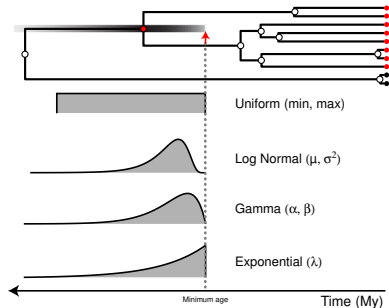 Uniform (min, max)
Log Normal (μ, σ²)
Gamma (α, β)
Exponential (λ)
Minimum age
Time (My)